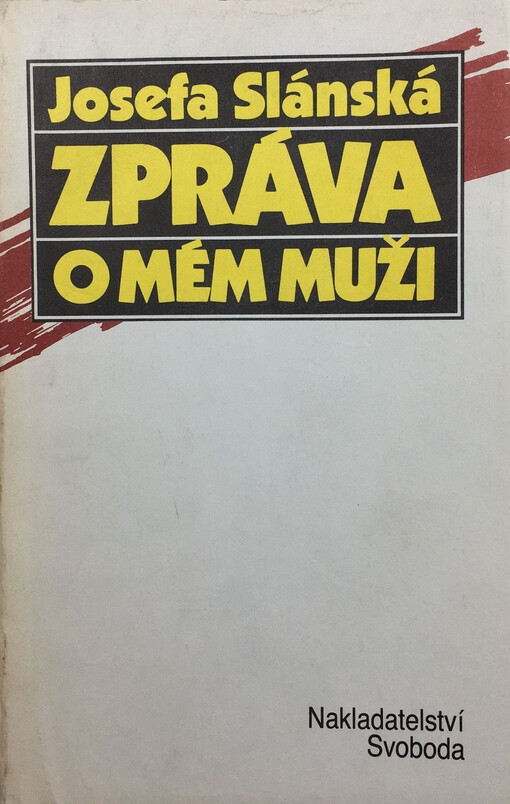 Josefa Slánská
ZPRÁVA
O MÉM MUŽI
Nakladatelství
Svoboda